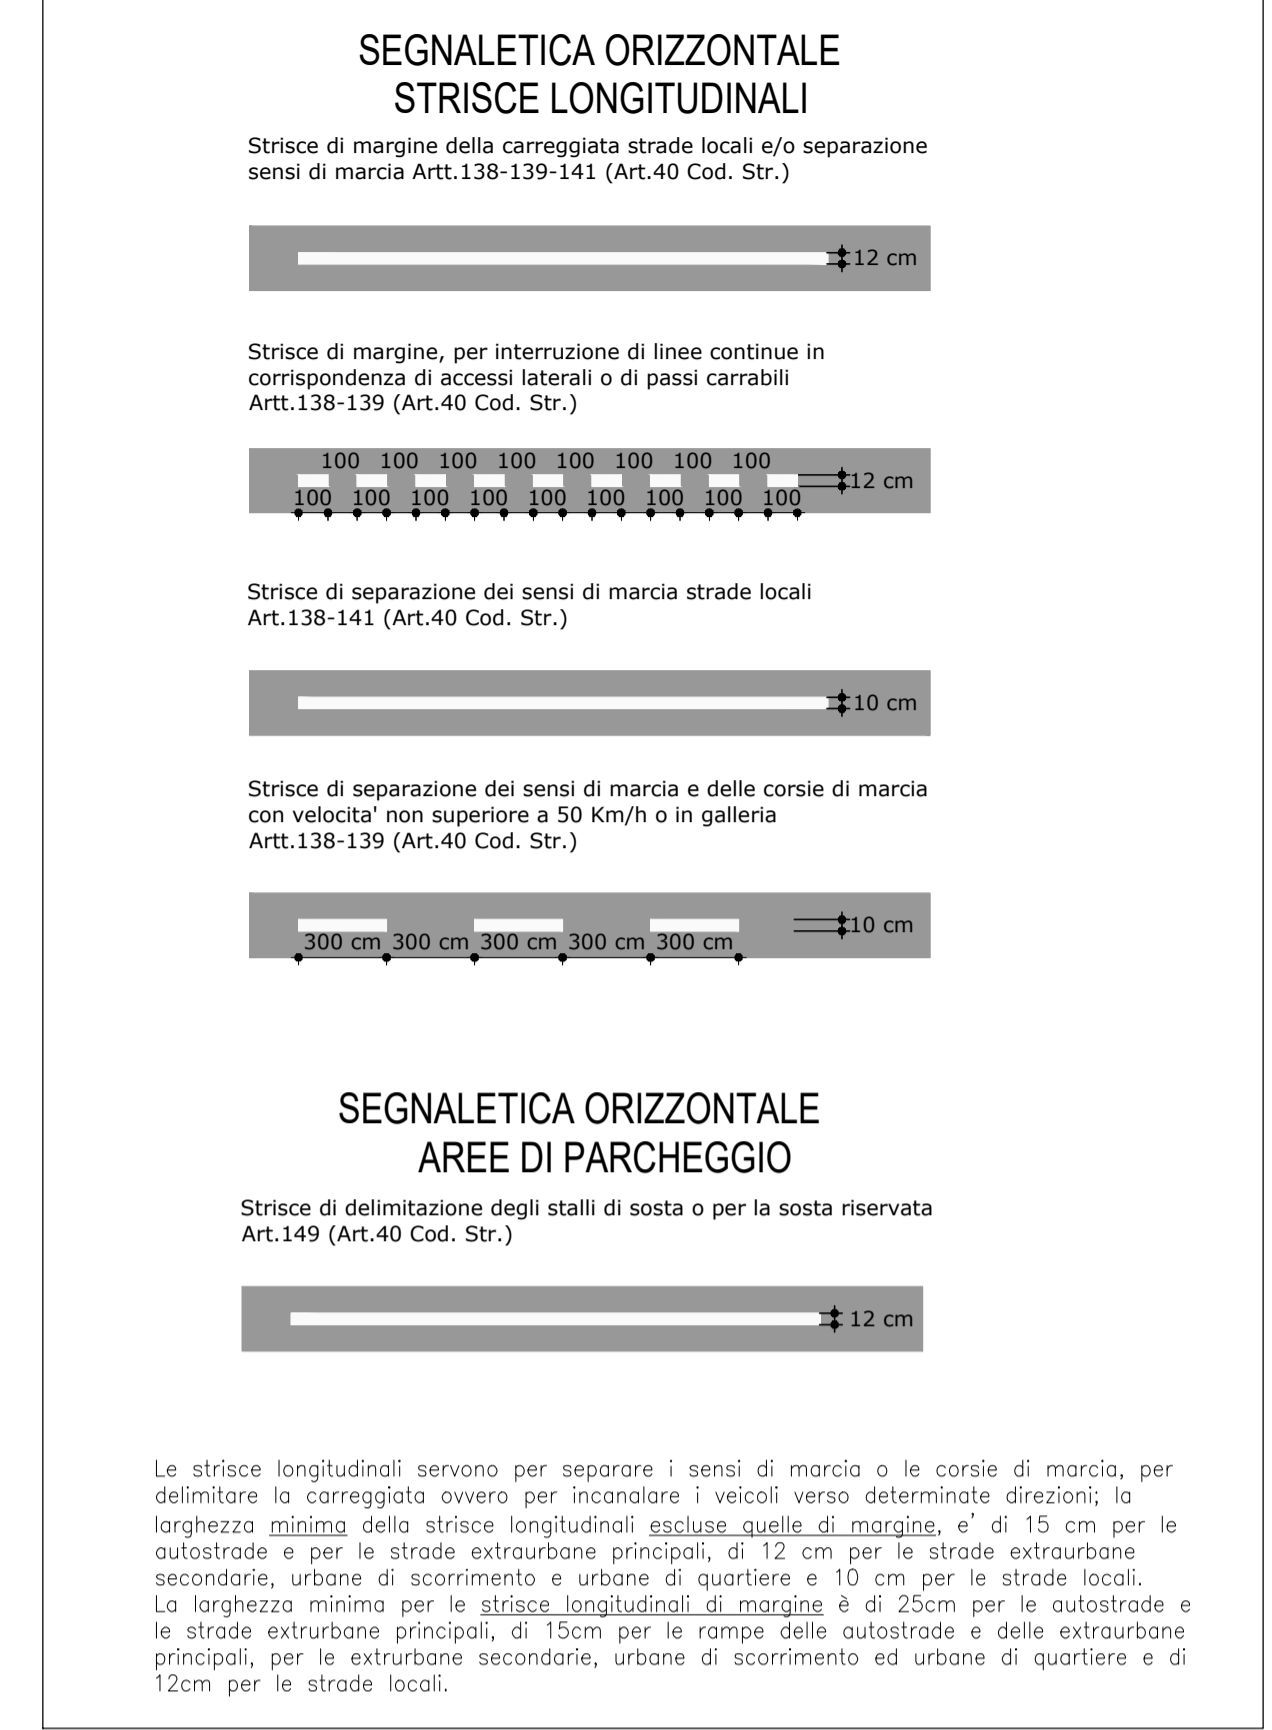 SEGNALETICA ORIZZONTALE
STRISCE LONGITUDINALI
Strisce di margine della carreggiata strade locali e/o separazione
sensi di marcia Artt.138-139-141 (Art.40 Cod. Str.)
12 cm
Strisce di margine, per interruzione di linee continue in
corrispondenza di accessi laterali o di passi carrabili
Artt.138-139 (Art.40 Cod. Str.)
100 100 100 100 100 100 100 100
12 cm
100 100 100 100 100 100 100 100 100
Strisce di separazione dei sensi di marcia strade locali
Art.138-141 (Art.40 Cod. Str.)
10 cm
Strisce di separazione dei sensi di marcia e delle corsie di marcia
con velocita' non superiore a 50 Km/h o in galleria
Artt.138-139 (Art.40 Cod. Str.)
10 cm
300 cm 300 cm 300 cm 300 cm 300 cm
SEGNALETICA ORIZZONTALE
AREE DI PARCHEGGIO
Strisce di delimitazione degli stalli di sosta o per la sosta riservata
Art.149 (Art.40 Cod. Str.)
12 cm
Le strisce longitudinali servono per separare i sensi di marcia o le corsie di marcia, per
delimitare la carreggiata ovvero per incanalare i veicoli verso determinate direzioni; la
larghezza minima della strisce longitudinali escluse quelle di margine, e' di 15 cm per le
autostrade e per le strade extraurbane principali, di 12 cm per le strade extraurbane
secondarie, urbane di scorrimento e urbane di quartiere e 10 cm per le strade locali.
La larghezza minima per le strisce longitudinali di margine è di 25cm per le autostrade e
le strade extrurbane principali, di 15cm per le rampe delle autostrade e delle extraurbane
principali, per le extrurbane secondarie, urbane di scorrimento ed urbane di quartiere e di
12cm per le strade locali.